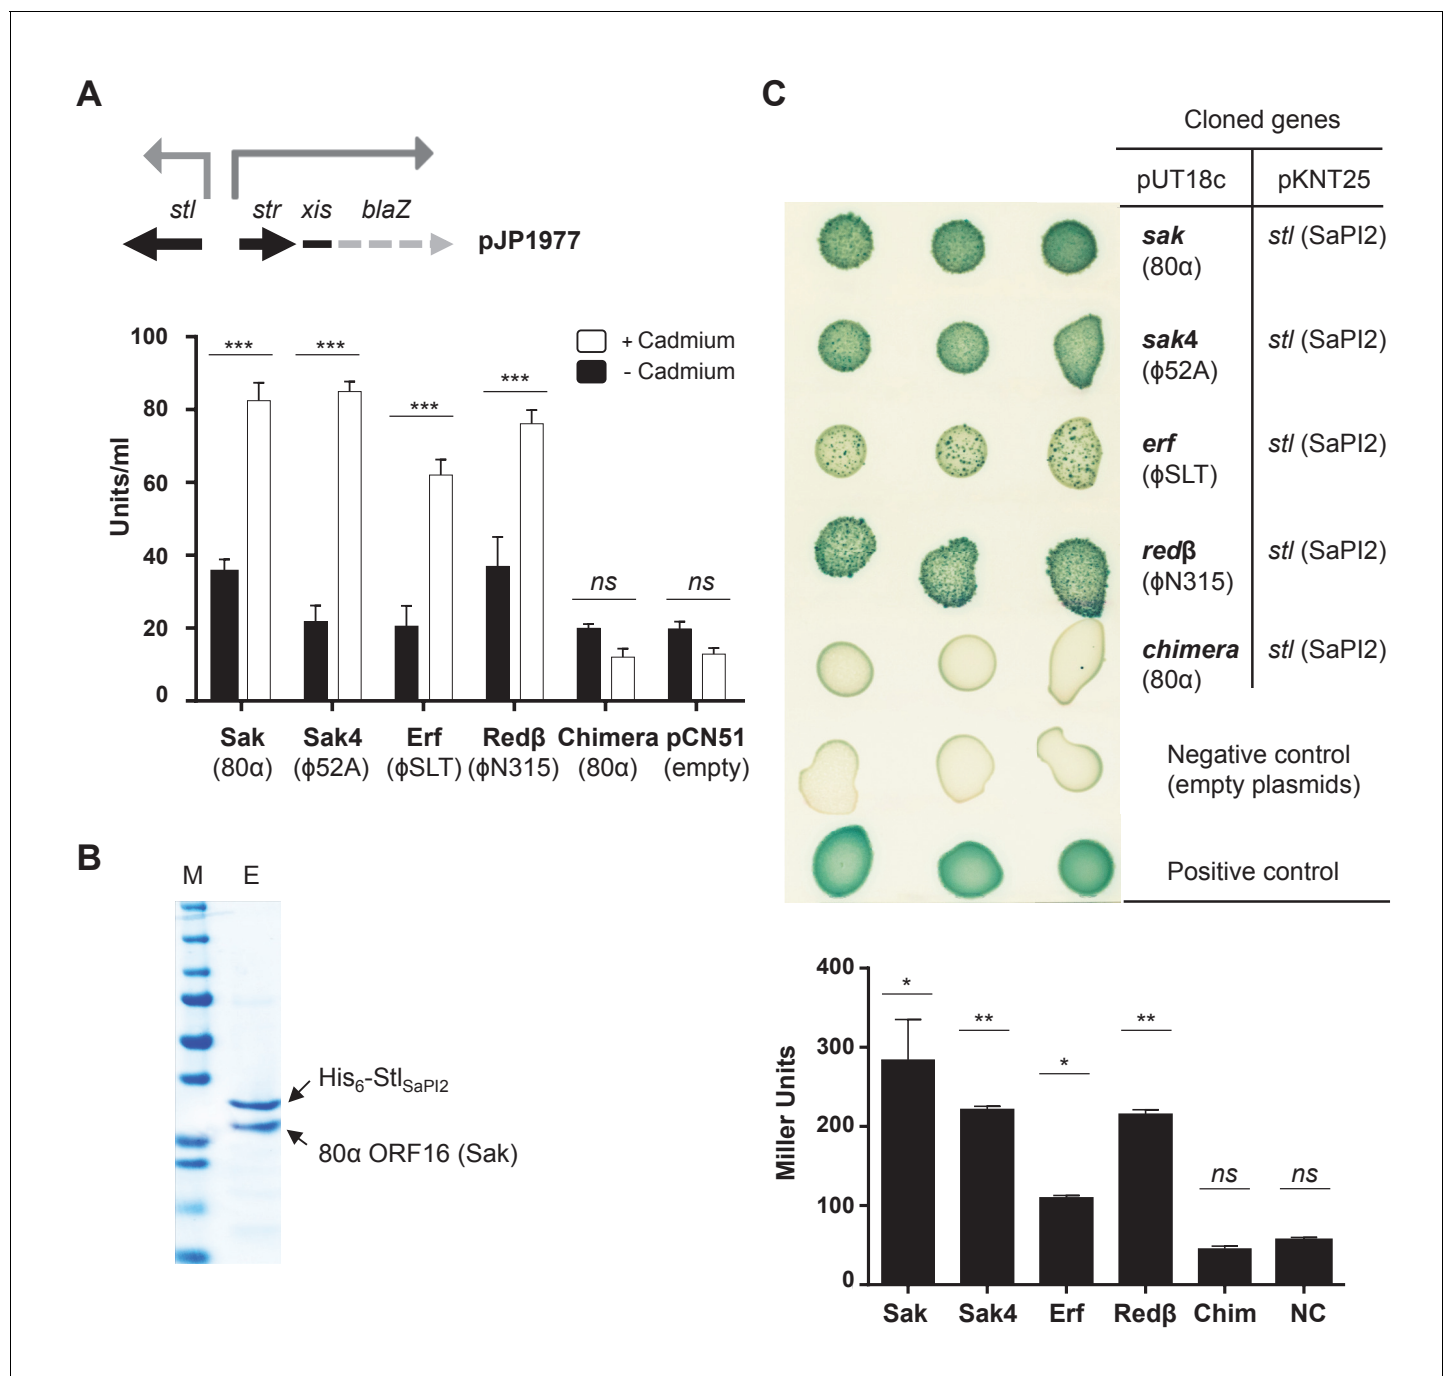 A
stl str xis blaZ
pJP1977
100
80
60
40
20
0
Units/ml
+ Cadmium
- Cadmium
*** *** *** *** ns ns
Sak Sak4 Erf Redβ Chimera pCN51
(80α) (ϕ52A) (ϕSLT) (ϕN315) (80α) (empty)
B
M E
His6-StlSaPI2
80α ORF16 (Sak)
C
Cloned genes
pUT18c pKNT25
sak stl (SaPI2)
(80α)
sak4 stl (SaPI2)
(ϕ52A)
erf stl (SaPI2)
(ϕSLT)
redβ stl (SaPI2)
(ϕN315)
chimera stl (SaPI2)
(80α)
Negative control
(empty plasmids)
Positive control
400
300
200
100
0
Miller Units
* ** * ** ns ns
Sak Sak4 Erf Redβ Chim NC